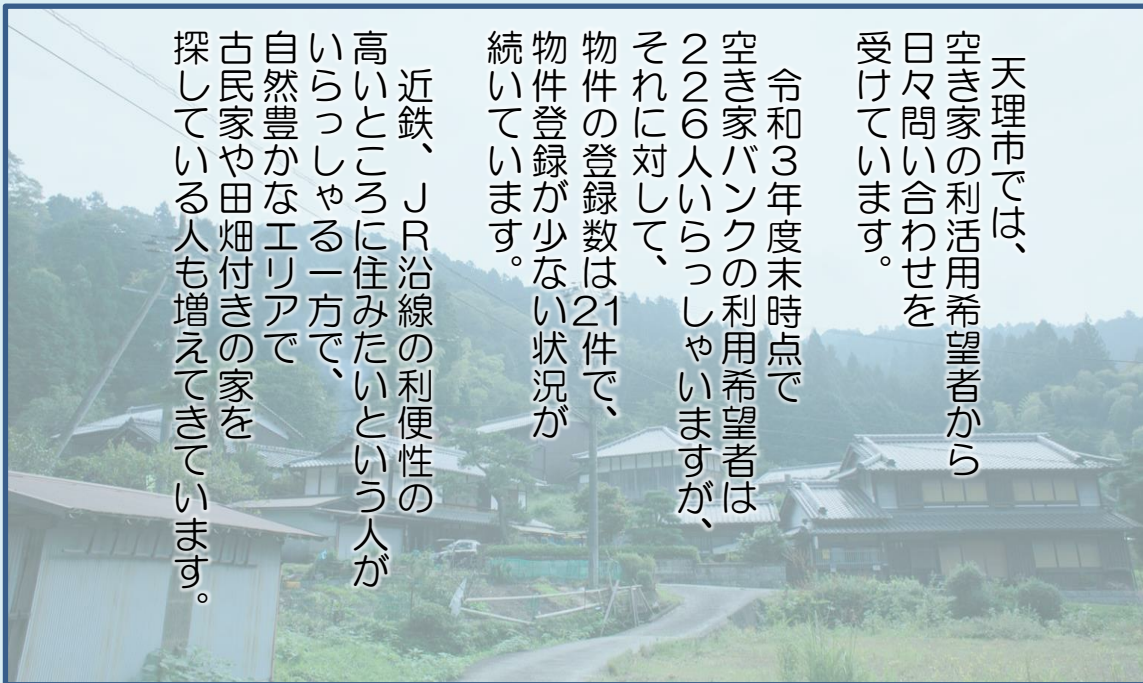 天理市では、
空き家の利活用希望者から
日々問い合わせを
受けています。
令和3年度末時点で
空き家バンクの利用希望者は
226人いらっしゃいますが、
それに対して、
物件の登録数は21件で、
物件登録が少ない状況が
続いています。
近鉄、JR沿線の利便性の
高いところに住みたいという人が
いらっしゃる一方で、
自然豊かなエリアで
古民家や田畑付きの家を
探している人も増えてきています。